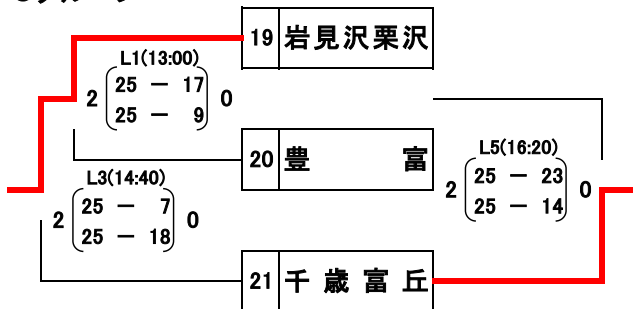 19 岩見沢栗沢
L1(13:00)
2 25 － 17 0
25 － 9
20 豊 富
L5(16:20)
2 25 － 23 0
25 － 14
L3(14:40)
2 25 － 7 0
25 － 18
21 千歳富丘